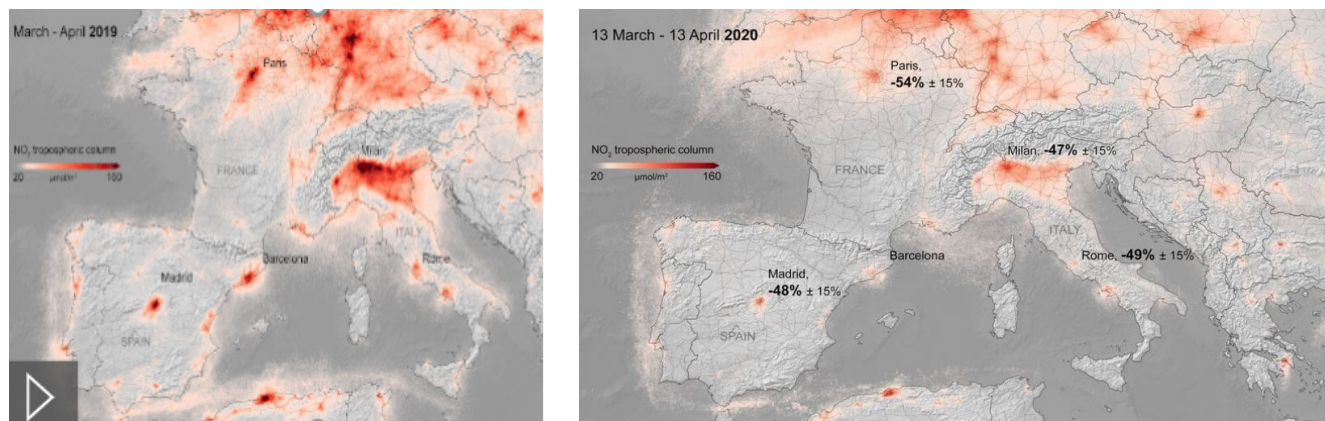 March - April 2019
Paris
NO₂ tropospheric column
20 µmol/m² 160
Milan
FRANCE
ITALY
Barcelona
Rome
Madrid
SPAIN
13 March - 13 April 2020
Paris,
-54% ± 15%
NO₂ tropospheric column
20 µmol/m² 160
Milan, -47% ± 15%
FRANCE
ITALY
Barcelona
Rome, -49% ± 15%
Madrid,
-48% ± 15%
SPAIN